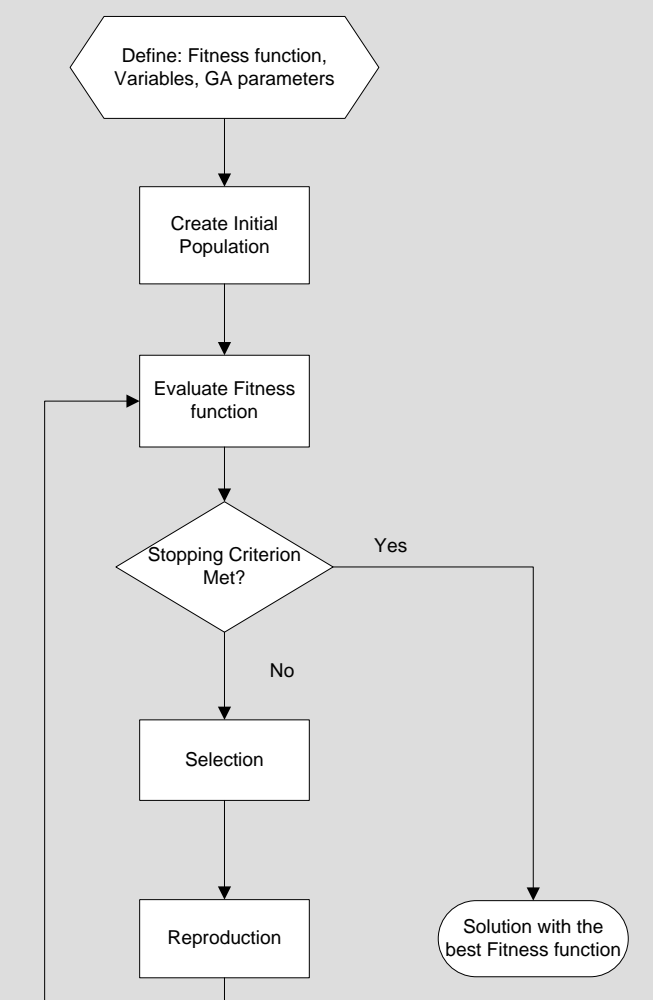 Define: Fitness function,
Variables, GA parameters
Create Initial
Population
Evaluate Fitness
function
Stopping Criterion
Met?
Yes
No
Selection
Reproduction
Solution with the
best Fitness function